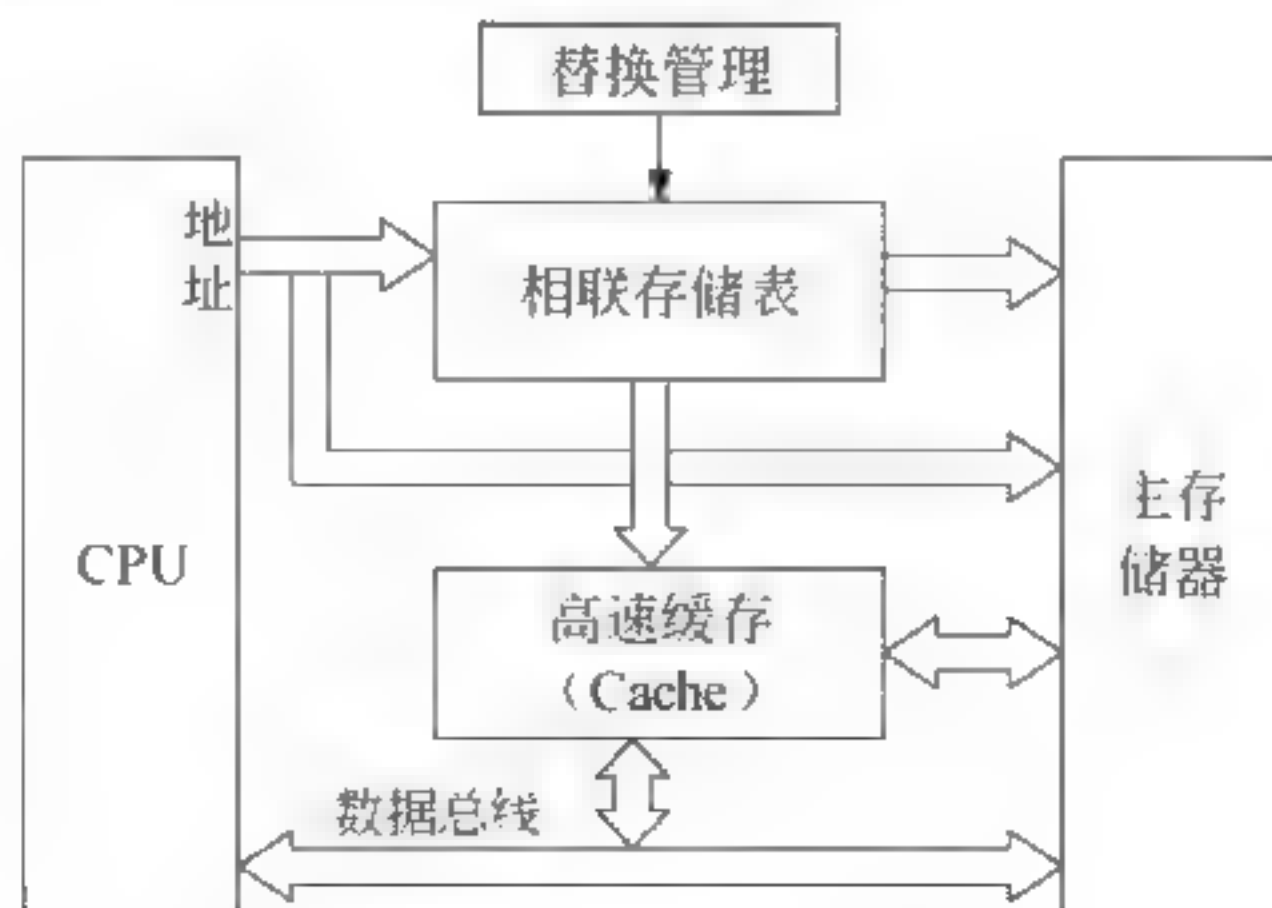 替换管理
地
址
相联存储表
CPU
主存
储器
高速缓存
（Cache）
数据总线